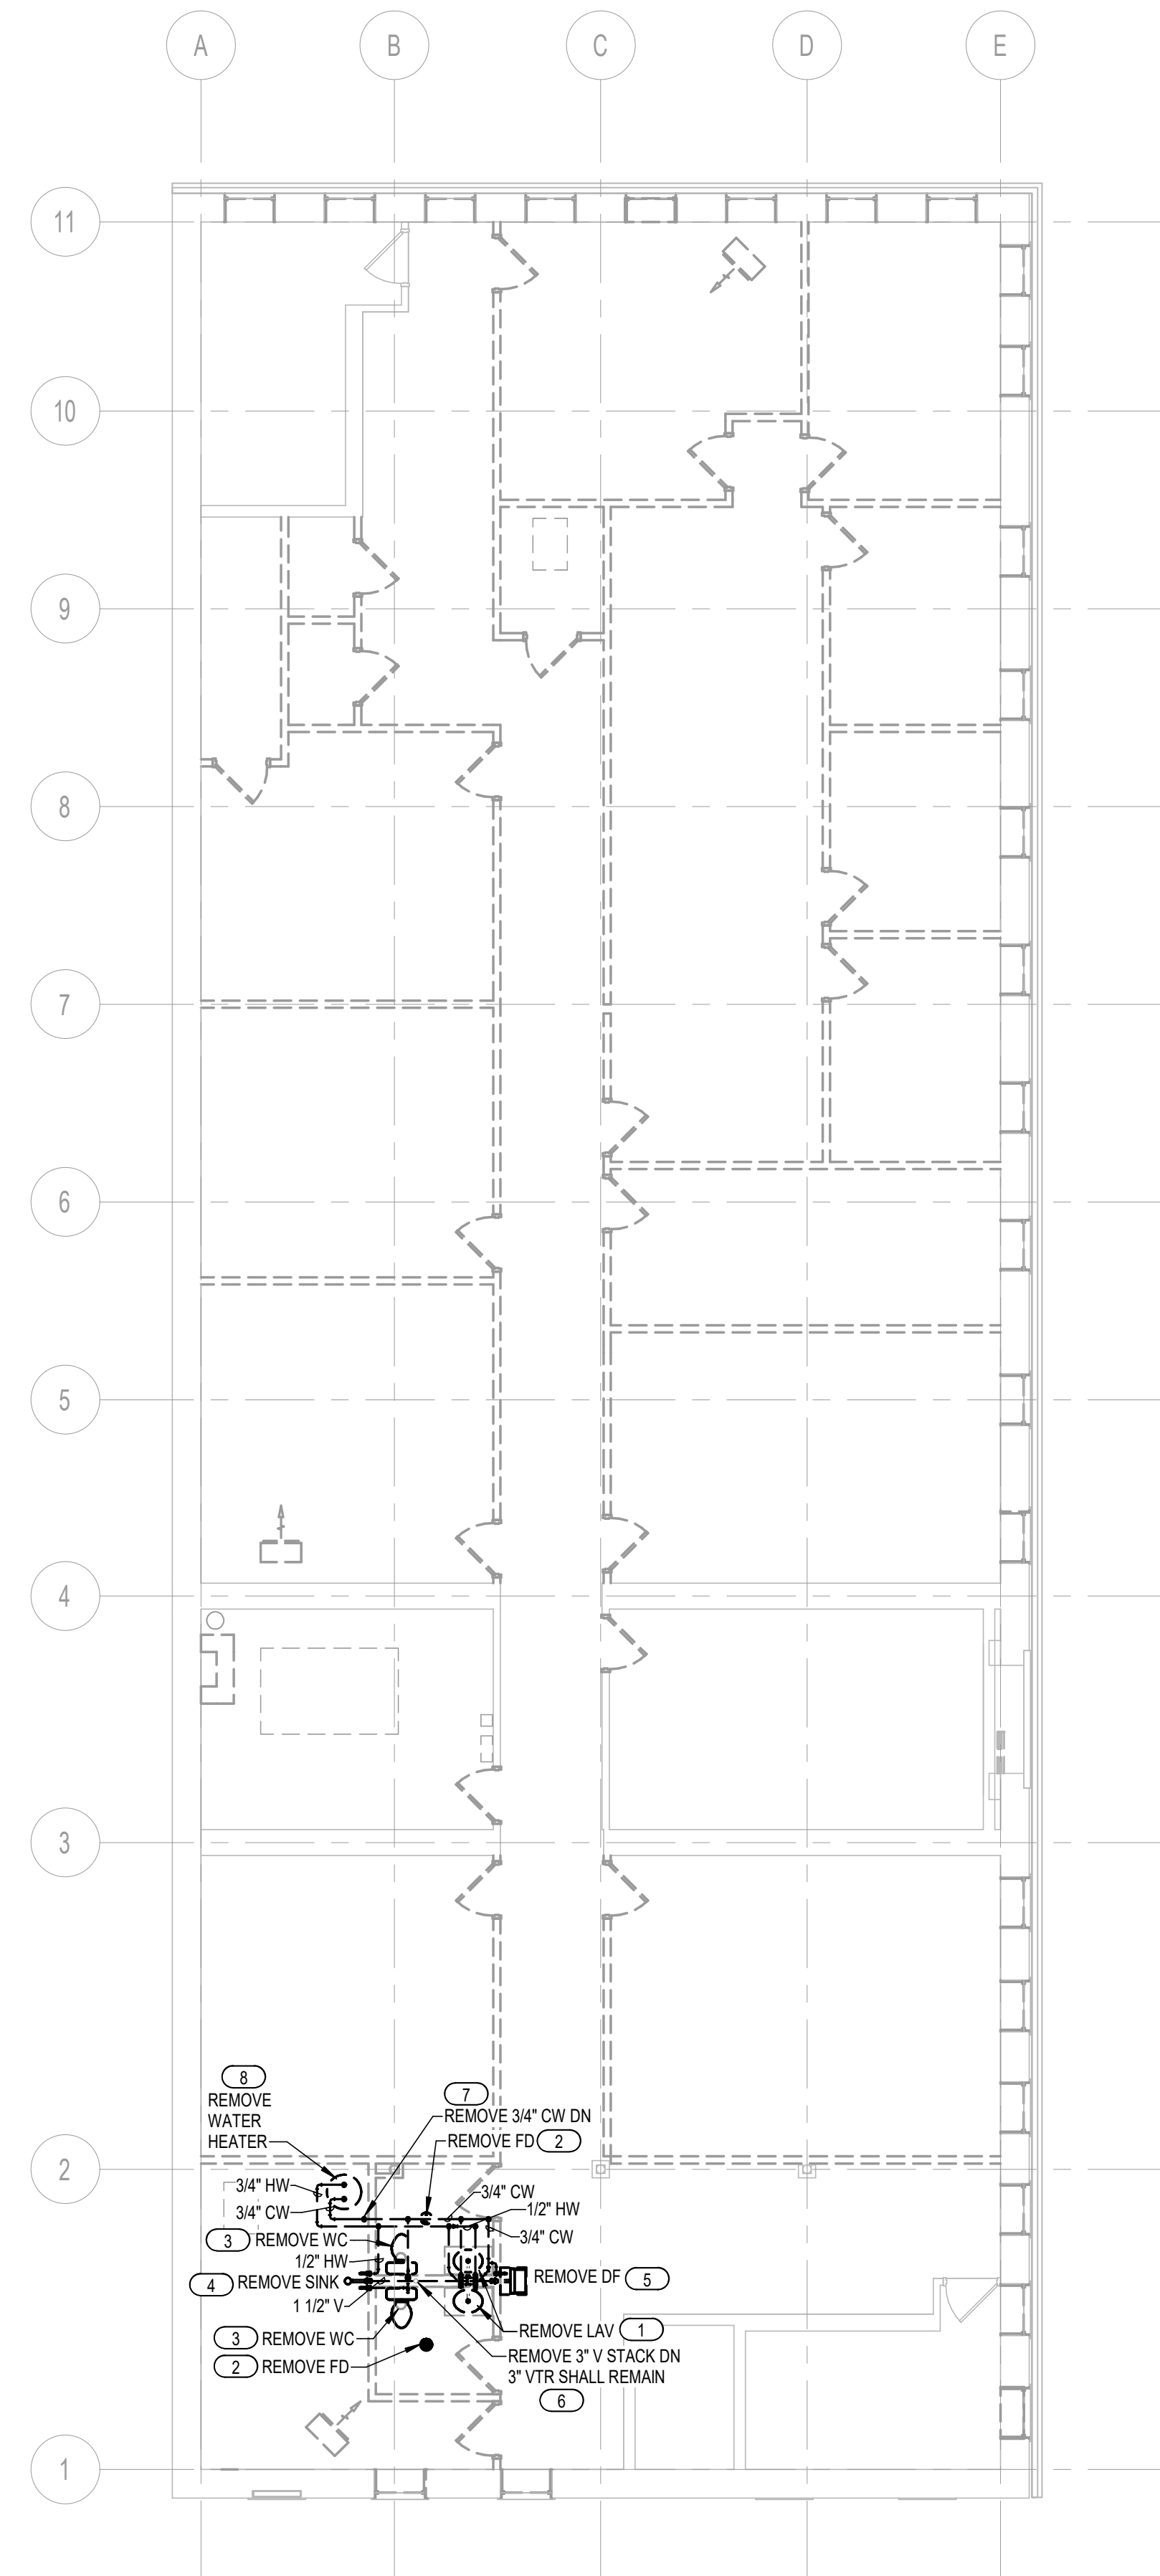 A
B
C
D
E
11
10
9
8
7
6
5
4
3
8
REMOVE
WATER
HEATER
7
REMOVE 3/4" CW DN
REMOVE FD 2
2
3/4" HW
3/4" CW
3/4" CW
1/2" HW
3/4" CW
3 REMOVE WC
1/2" HW
4 REMOVE SINK
REMOVE DF 5
1 1/2" V
REMOVE LAV 1
3 REMOVE WC
REMOVE 3" V STACK DN
3" VTR SHALL REMAIN
6
2 REMOVE FD
1